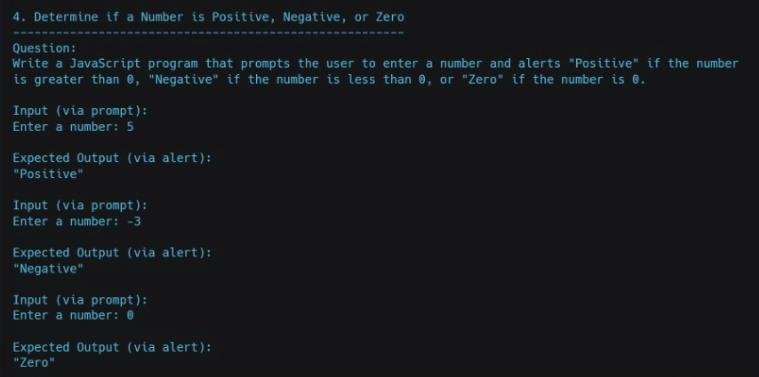 4. Determine if a Number is Positive, Negative, or Zero
-------------------------------------------------------
Question:
Write a JavaScript program that prompts the user to enter a number and alerts "Positive" if the number
is greater than 0, "Negative" if the number is less than 0, or "Zero" if the number is 0.
Input (via prompt):
Enter a number: 5
Expected Output (via alert):
"Positive"
Input (via prompt):
Enter a number: -3
Expected Output (via alert):
"Negative"
Input (via prompt):
Enter a number: 0
Expected Output (via alert):
"Zero"